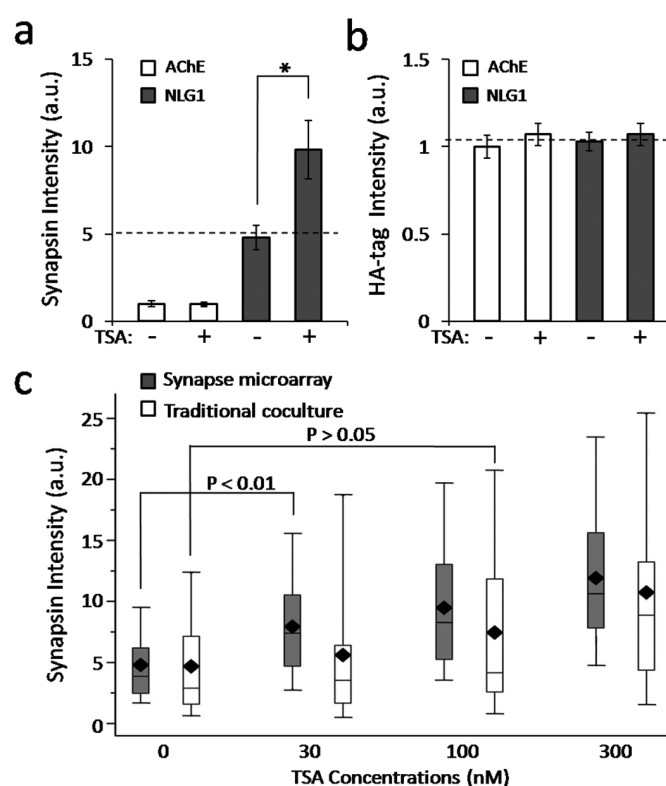 a
Synapsin Intensity (a.u.)
15
10
5
0
AChE
NLG1
*
TSA: - + - +
b
HA-tag Intensity (a.u.)
1.5
1
0.5
0
AChE
NLG1
TSA: - + - +
c
Synapsin Intensity (a.u.)
25
20
15
10
5
0
Synapse microarray
Traditional coculture
P > 0.05
P < 0.01
0 30 100 300
TSA Concentrations (nM)